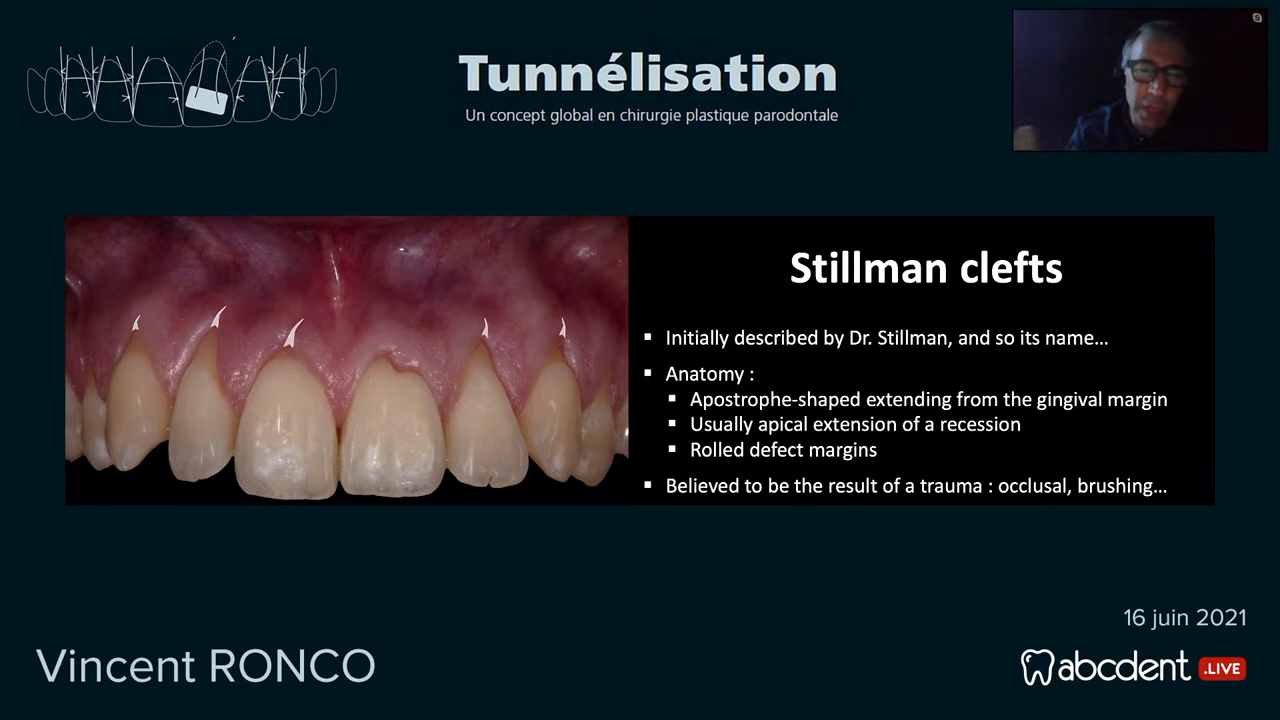 Tunnélisation
Un concept global en chirurgie plastique parodontale
Stillman clefts
Initially described by Dr. Stillman, and so its name...
Anatomy :
Apostrophe-shaped extending from the gingival margin
Usually apical extension of a recession
Rolled defect margins
Believed to be the result of a trauma : occlusal, brushing...
16 juin 2021
Vincent RONCO
abcdent .LIVE